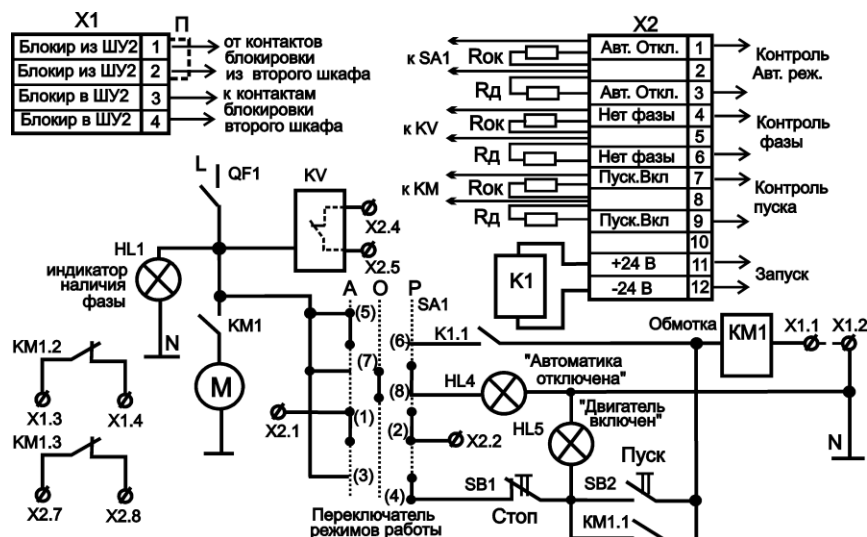 X1
П
Блокир из ШУ2 1
от контактов
блокировки
Блокир из ШУ2 2
из второго шкафа
Блокир в ШУ2 3
к контактам
блокировки
Блокир в ШУ2 4
второго шкафа
X2
к SA1
Rок
Авт. Откл. 1
Контроль
Авт. реж.
2
Rд
Авт. Откл. 3
Нет фазы 4
Контроль
фазы
к KV
Rок
5
Rд
Нет фазы 6
к KM
Rок
Пуск.Вкл 7
Контроль
пуска
8
Rд
Пуск.Вкл 9
10
K1
+24 В 11
Запуск
-24 В 12
L
QF1
KV
X2.4
X2.5
HL1
индикатор
наличия
фазы
N
KM1
M
A O P
SA1
(5)
(6)
(7)
(8)
(1)
(2)
(3)
(4)
K1.1
Обмотка
KM1
X1.1
X1.2
HL4
"Автоматика
отключена"
"Двигатель
включен"
HL5
X2.1
X2.2
N
KM1.2
X1.3
X1.4
KM1.3
X2.7
X2.8
SB1
Стоп
SB2
Пуск
KM1.1
Переключатель
режимов работы